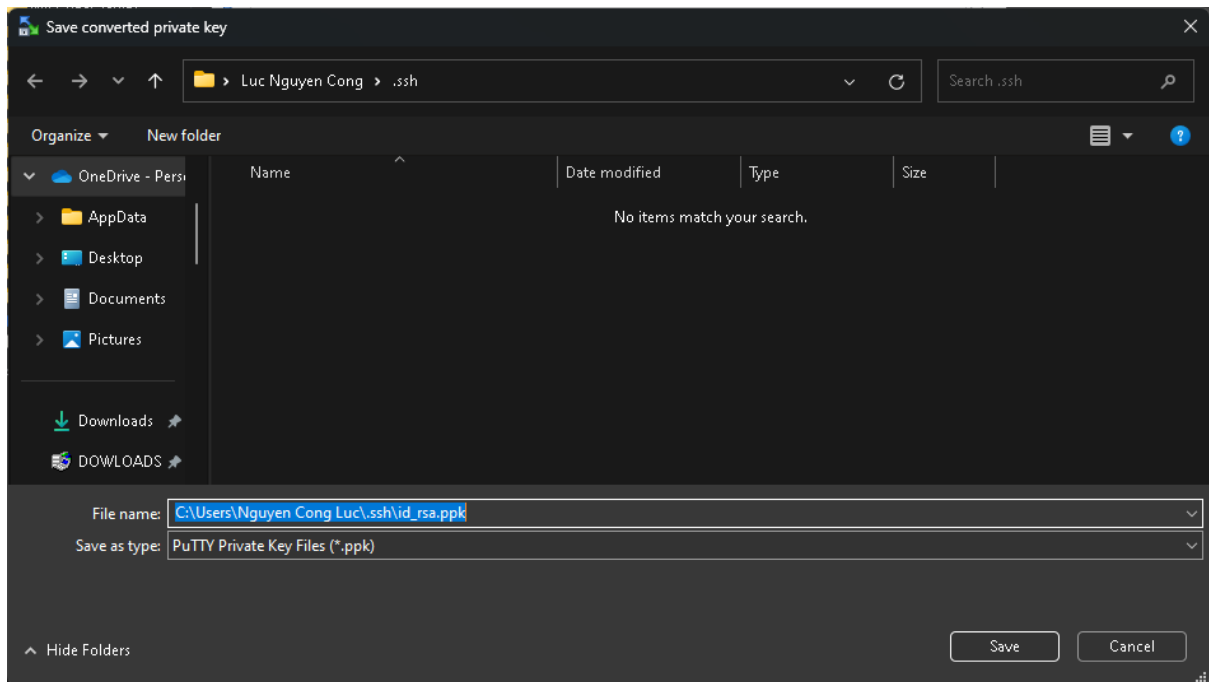 Save converted private key
Luc Nguyen Cong > .ssh
Search .ssh
Organize
New folder
Name
Date modified
Type
Size
OneDrive - Pers
No items match your search.
AppData
Desktop
Documents
Pictures
Downloads
DOWLOADS
File name: C:\Users\Nguyen Cong Luc\.ssh\id_rsa.ppk
Save as type: PuTTY Private Key Files (*.ppk)
Hide Folders
Save
Cancel